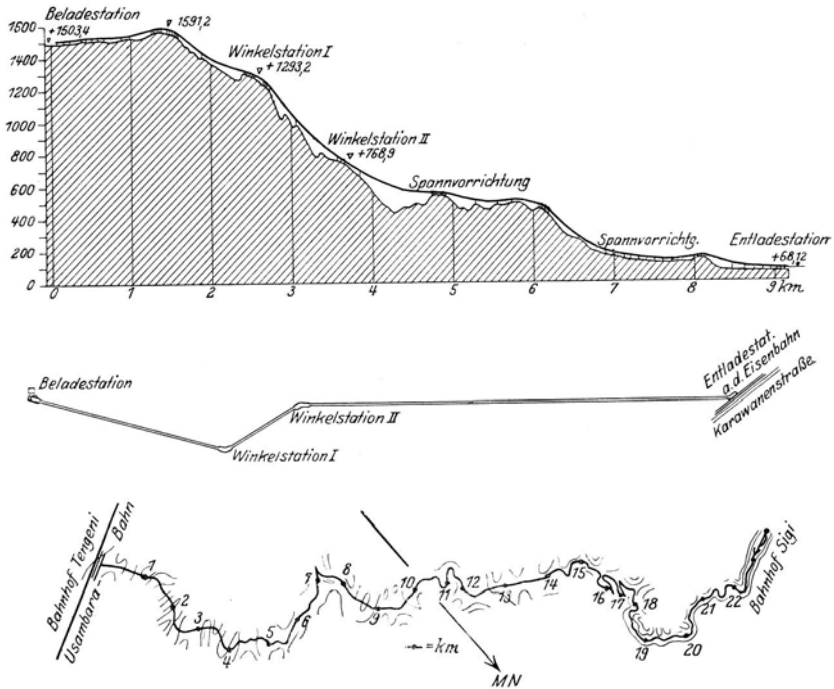 Beladestation
+1503,4
1591,2
Winkelstation I
+1293,2
Winkelstation II
+768,9
Spannvorrichtung
Spannvorrichtg.
Entladestation
+68,12
1600
1400
1200
1000
800
600
400
200
0
0 1 2 3 4 5 6 7 8 9 km
Beladestation
Winkelstation I
Winkelstation II
Entladestat.
a.d. Eisenbahn
Karawanenstraße
Bahnhof Tengeni
Usambara-Bahn
1 2 3 4 5 6 7 8 9 10 11 12 13 14 15 16 17 18 19 20 21 22
Bahnhof Sigi
= km
MN